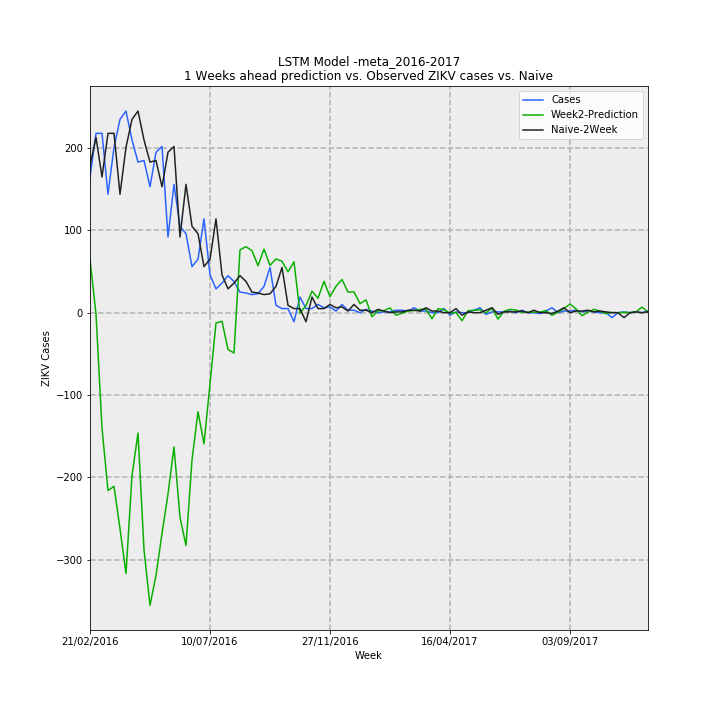 LSTM Model -meta_2016-2017
1 Weeks ahead prediction vs. Observed ZIKV cases vs. Naive
Cases
Week2-Prediction
Naive-2Week
ZIKV Cases
200
100
0
−100
−200
−300
21/02/2016
10/07/2016
27/11/2016
16/04/2017
03/09/2017
Week